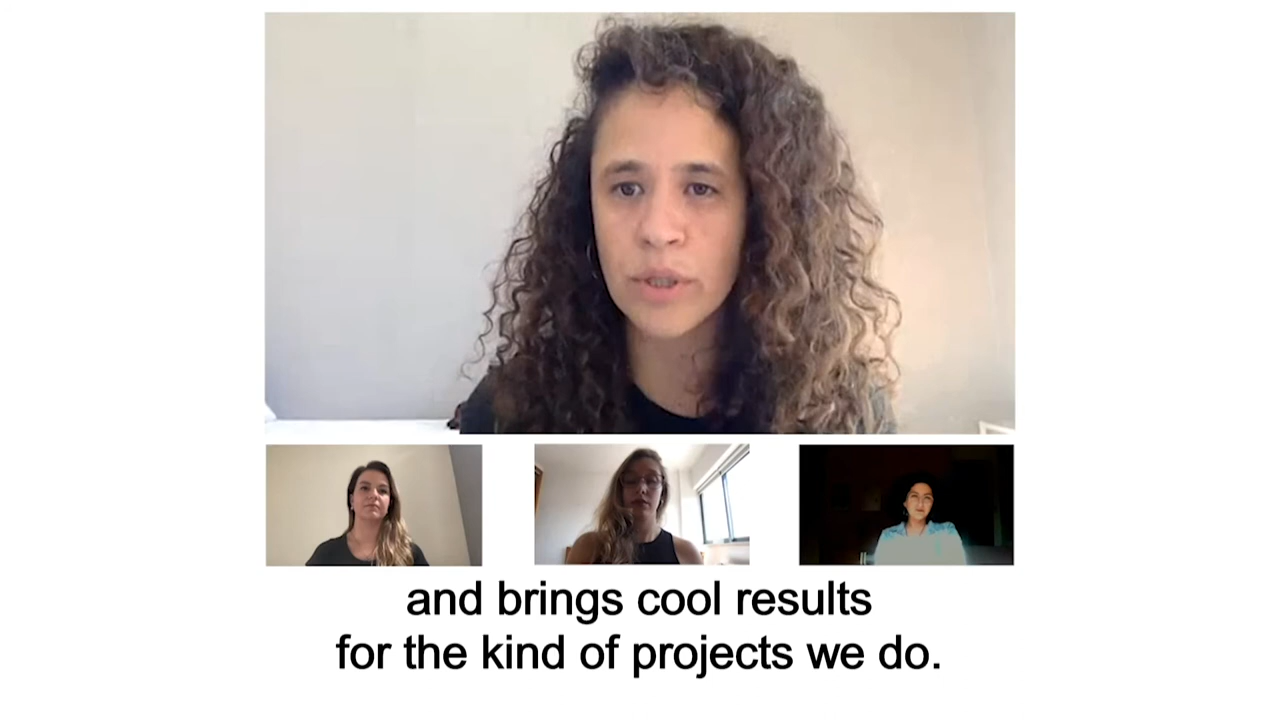 and brings cool results
for the kind of projects we do.